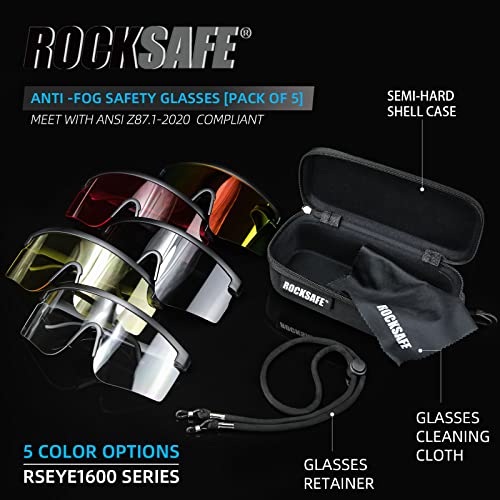 ROCKSAFE®
ANTI -FOG SAFETY GLASSES [PACK OF 5]
MEET WITH ANSI Z87.1-2020 COMPLIANT
SEMI-HARD
SHELL CASE
ROCKSAFE®
ROCKSAFE®
GLASSES
CLEANING
CLOTH
GLASSES
RETAINER
5 COLOR OPTIONS
RSEYE1600 SERIES